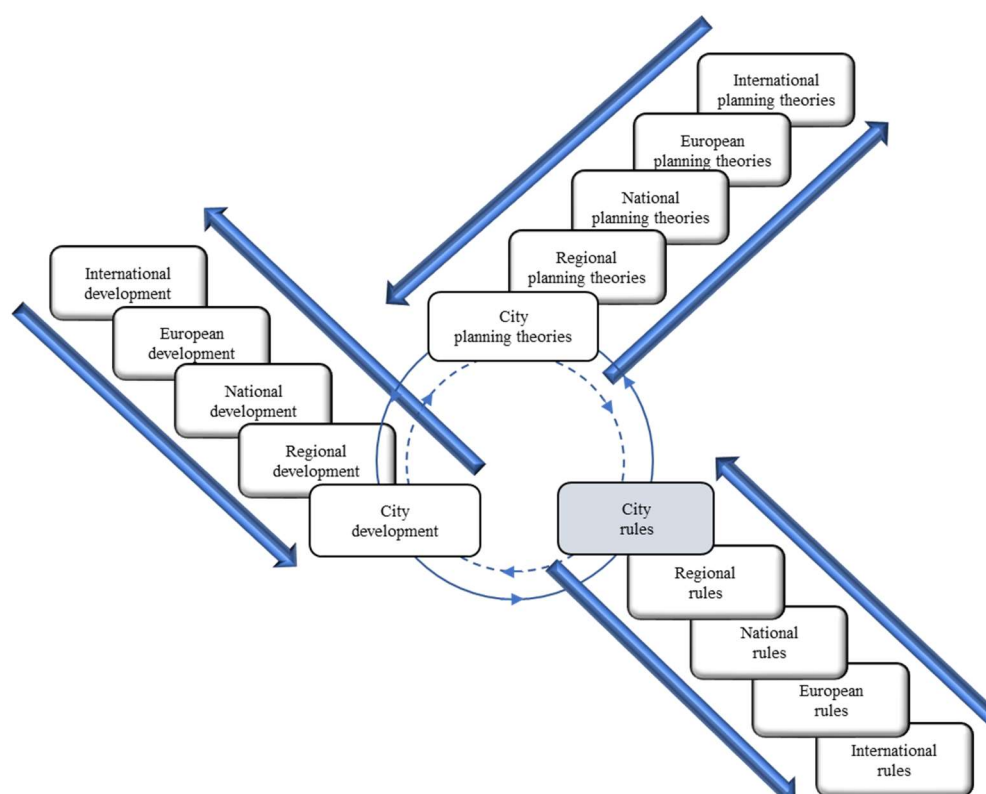 International
planning theories
European
planning theories
National
planning theories
Regional
planning theories
City
planning theories
International
development
European
development
National
development
Regional
development
City
development
City
rules
Regional
rules
National
rules
European
rules
International
rules